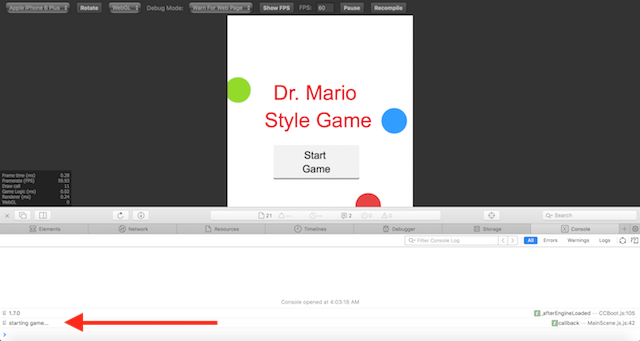 Apple iPhone 6 Plus Rotate WebGL Debug Mode: Warn For Web Page Show FPS FPS: 60 Pause Recompile
Dr. Mario
Style Game
Start
Game
Frame time (ms) 0.28
Framerate (FPS) 59.95
Draw call 11
Game Logic (ms) 0.02
Renderer (ms) 0.24
WebGL 0
21 — — 2 0 0 Search
Elements Network Resources Timelines Debugger Storage Console
Filter Console Log All Errors Warnings Logs
Console opened at 4:03:18 AM
1.7.0 f _afterEngineLoaded — CCBoot.js:105
starting game... f callback — MainScene.js:42